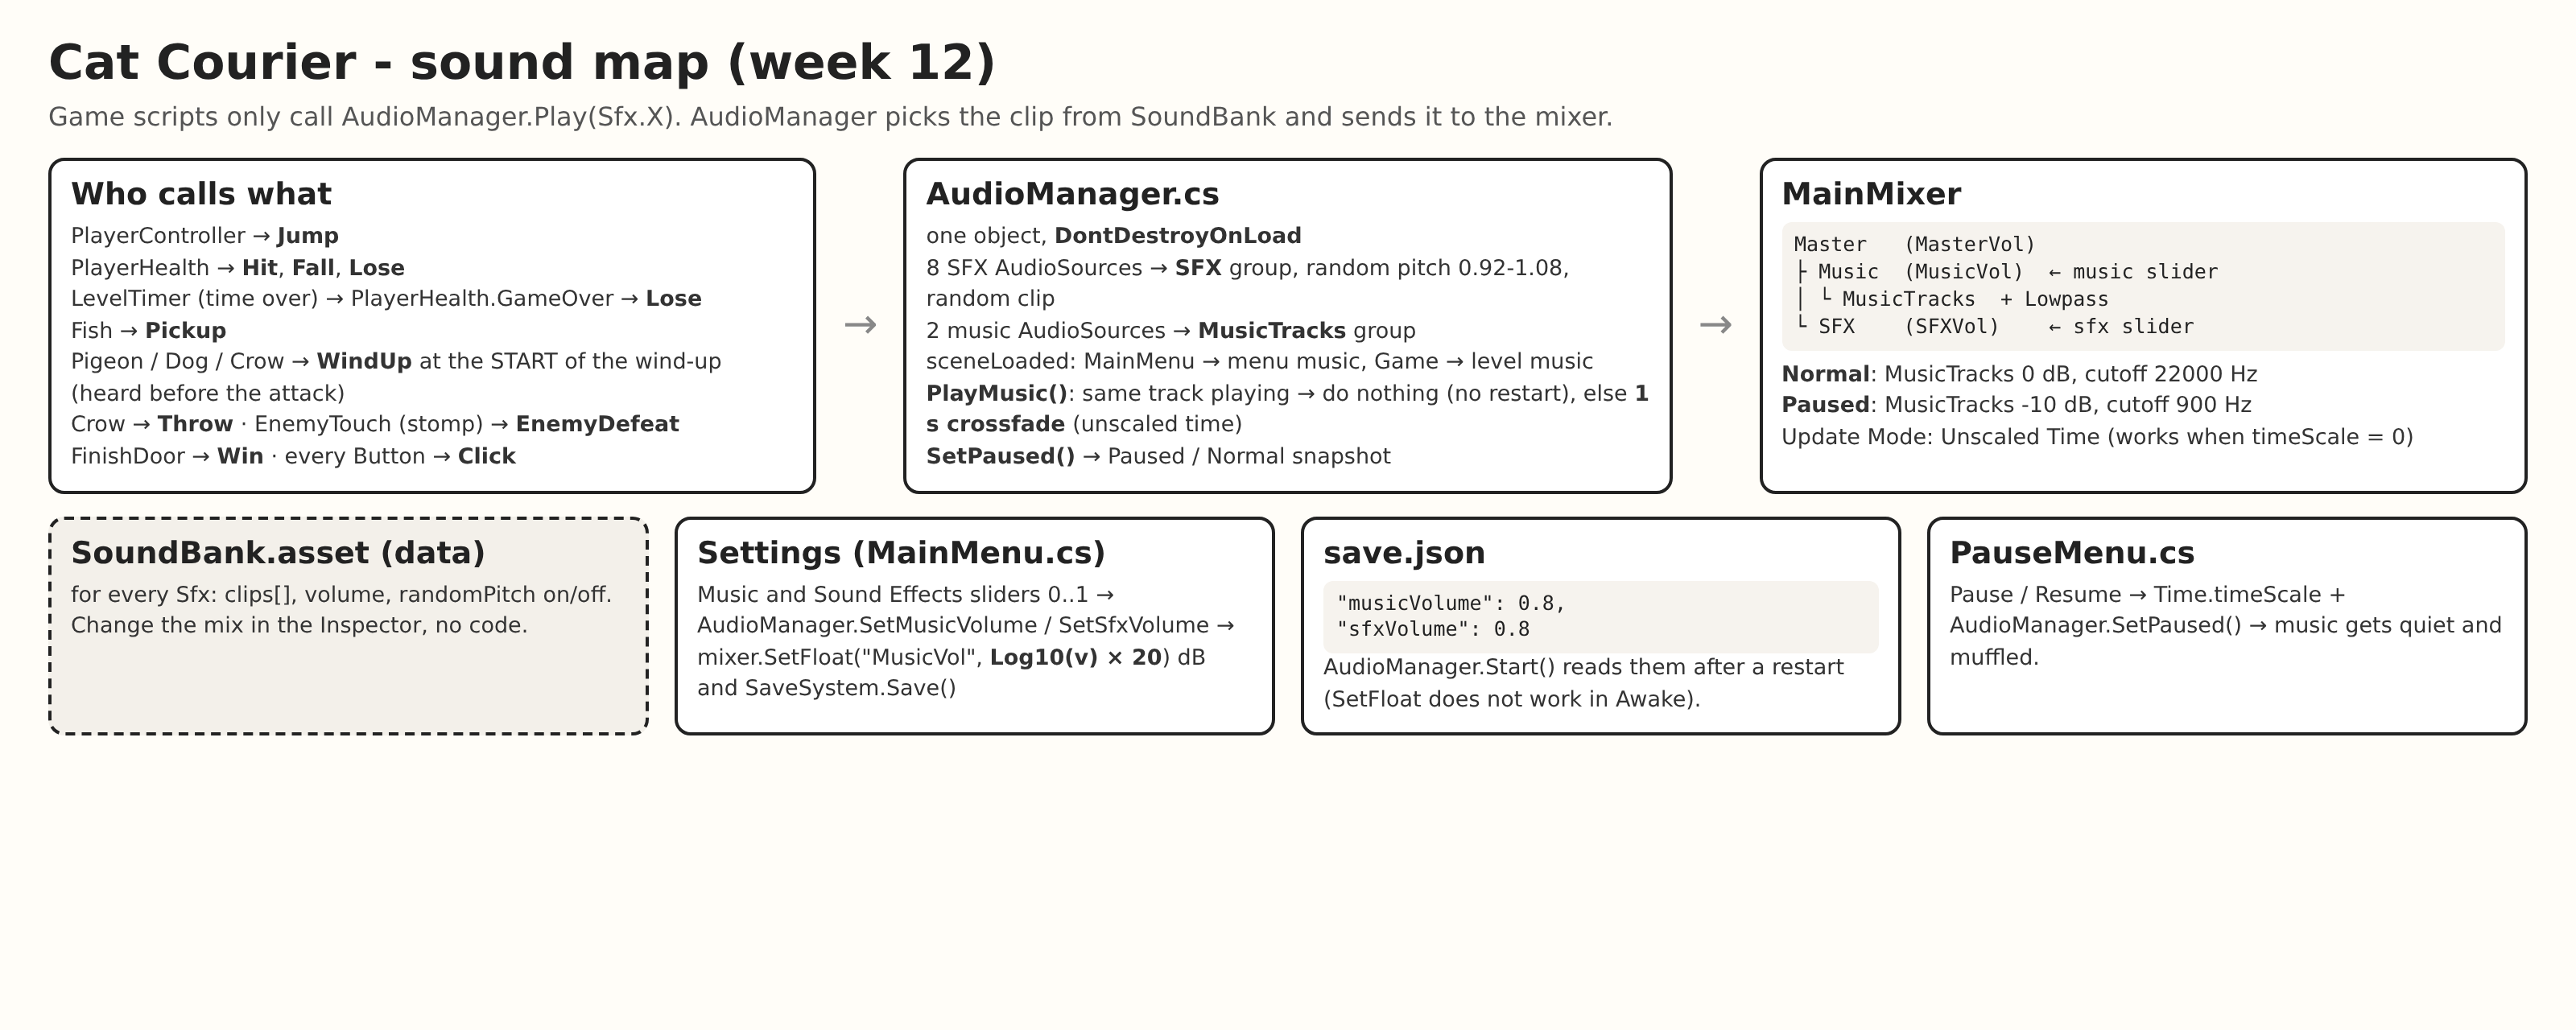 Cat Courier - sound map (week 12)
Game scripts only call AudioManager.Play(Sfx.X). AudioManager picks the clip from SoundBank and sends it to the mixer.
Who calls what
PlayerController → Jump
PlayerHealth → Hit, Fall, Lose
LevelTimer (time over) → PlayerHealth.GameOver → Lose
Fish → Pickup
Pigeon / Dog / Crow → WindUp at the START of the wind-up
(heard before the attack)
Crow → Throw · EnemyTouch (stomp) → EnemyDefeat
FinishDoor → Win · every Button → Click
→
AudioManager.cs
one object, DontDestroyOnLoad
8 SFX AudioSources → SFX group, random pitch 0.92-1.08,
random clip
2 music AudioSources → MusicTracks group
sceneLoaded: MainMenu → menu music, Game → level music
PlayMusic(): same track playing → do nothing (no restart), else 1
s crossfade (unscaled time)
SetPaused() → Paused / Normal snapshot
→
MainMixer
Master   (MasterVol)
├ Music  (MusicVol)  ← music slider
│ └ MusicTracks  + Lowpass
└ SFX    (SFXVol)    ← sfx slider
Normal: MusicTracks 0 dB, cutoff 22000 Hz
Paused: MusicTracks -10 dB, cutoff 900 Hz
Update Mode: Unscaled Time (works when timeScale = 0)
SoundBank.asset (data)
for every Sfx: clips[], volume, randomPitch on/off.
Change the mix in the Inspector, no code.
Settings (MainMenu.cs)
Music and Sound Effects sliders 0..1 →
AudioManager.SetMusicVolume / SetSfxVolume →
mixer.SetFloat("MusicVol", Log10(v) × 20) dB
and SaveSystem.Save()
save.json
"musicVolume": 0.8,
"sfxVolume": 0.8
AudioManager.Start() reads them after a restart
(SetFloat does not work in Awake).
PauseMenu.cs
Pause / Resume → Time.timeScale +
AudioManager.SetPaused() → music gets quiet and
muffled.